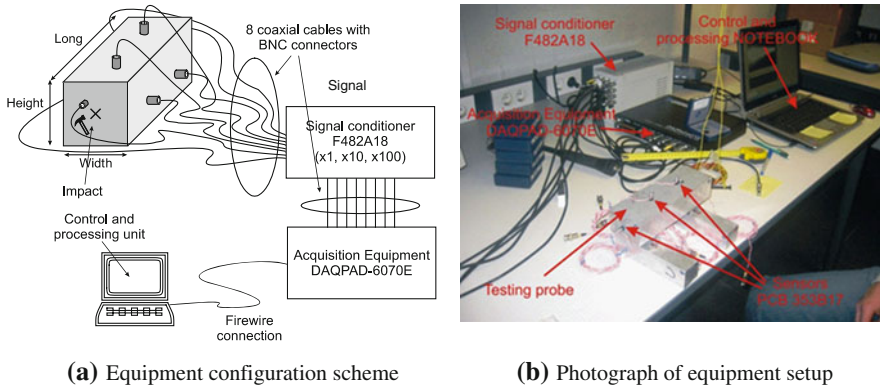 Long
Height
Width
Impact
8 coaxial cables with
BNC connectors
Signal
Signal conditioner
F482A18
(x1, x10, x100)
Control and
processing unit
Acquisition Equipment
DAQPAD-6070E
Firewire
connection
(a) Equipment configuration scheme
Signal conditioner
F482A18
Control and
processing NOTEBOOK
Acquisition Equipment
DAQPAD-6070E
Testing probe
Sensors
PCB 353B17
(b) Photograph of equipment setup